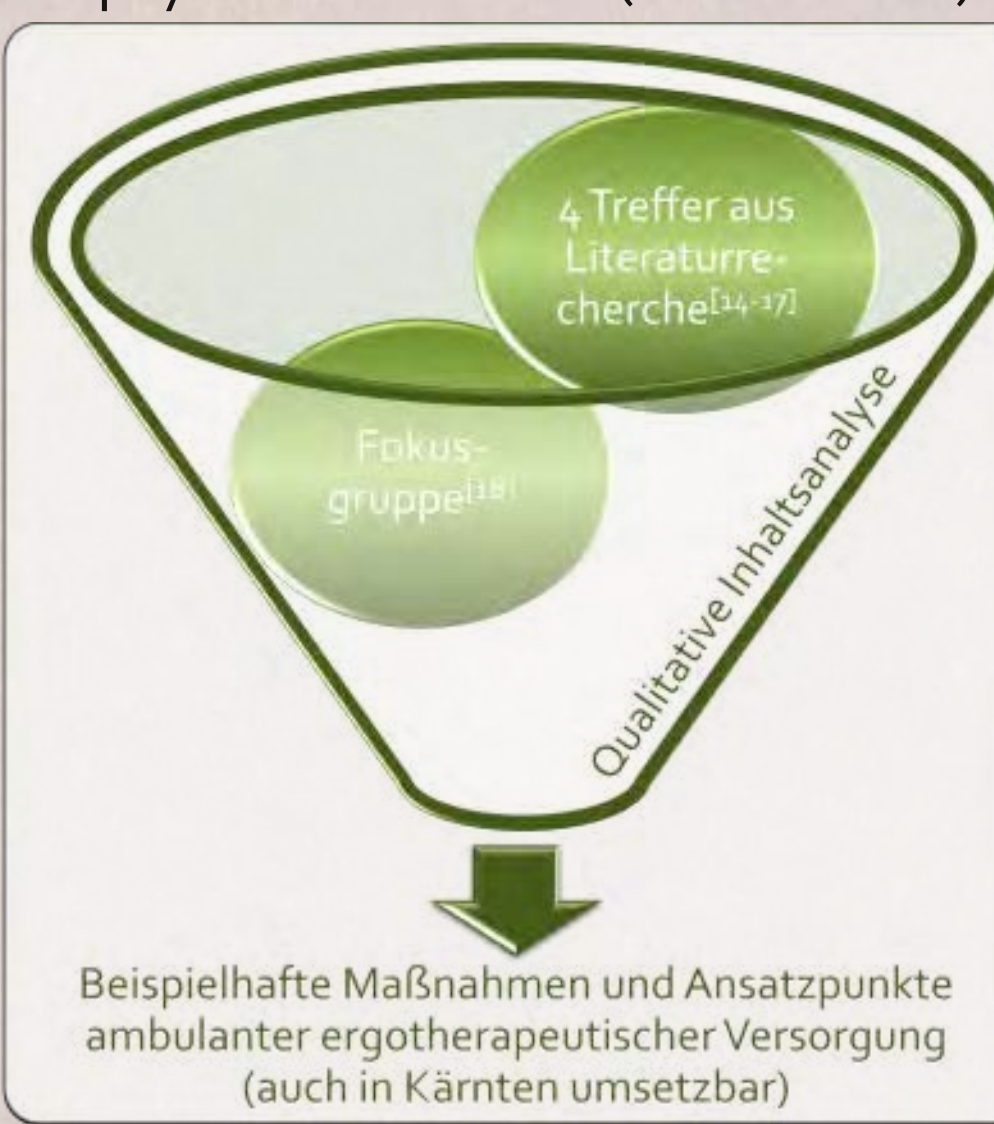 4 Treffer aus
Literaturre-
cherche[14-17]
Fokus-
gruppe[18]
Qualitative Inhaltsanalyse
Beispielhafte Maßnahmen und Ansatzpunkte
ambulanter ergotherapeutischer Versorgung
(auch in Kärnten umsetzbar)